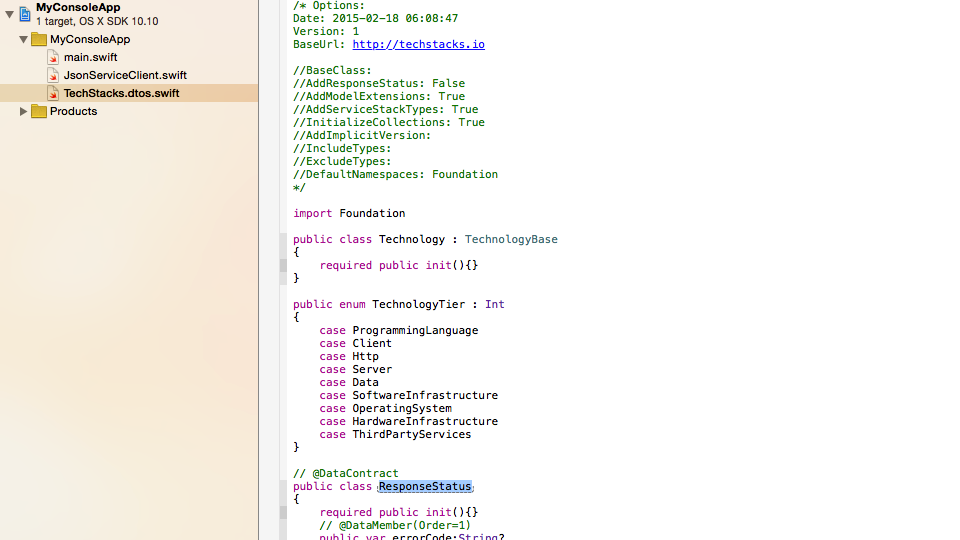 MyConsoleApp
1 target, OS X SDK 10.10
MyConsoleApp
main.swift
JsonServiceClient.swift
TechStacks.dtos.swift
Products
/* Options:
Date: 2015-02-18 06:08:47
Version: 1
BaseUrl: http://techstacks.io

//BaseClass:
//AddResponseStatus: False
//AddModelExtensions: True
//AddServiceStackTypes: True
//InitializeCollections: True
//AddImplicitVersion:
//IncludeTypes:
//ExcludeTypes:
//DefaultNamespaces: Foundation
*/

import Foundation

public class Technology : TechnologyBase
{
    required public init(){}
}

public enum TechnologyTier : Int
{
    case ProgrammingLanguage
    case Client
    case Http
    case Server
    case Data
    case SoftwareInfrastructure
    case OperatingSystem
    case HardwareInfrastructure
    case ThirdPartyServices
}

// @DataContract
public class ResponseStatus
{
    required public init(){}
    // @DataMember(Order=1)
    public var errorCode:String?